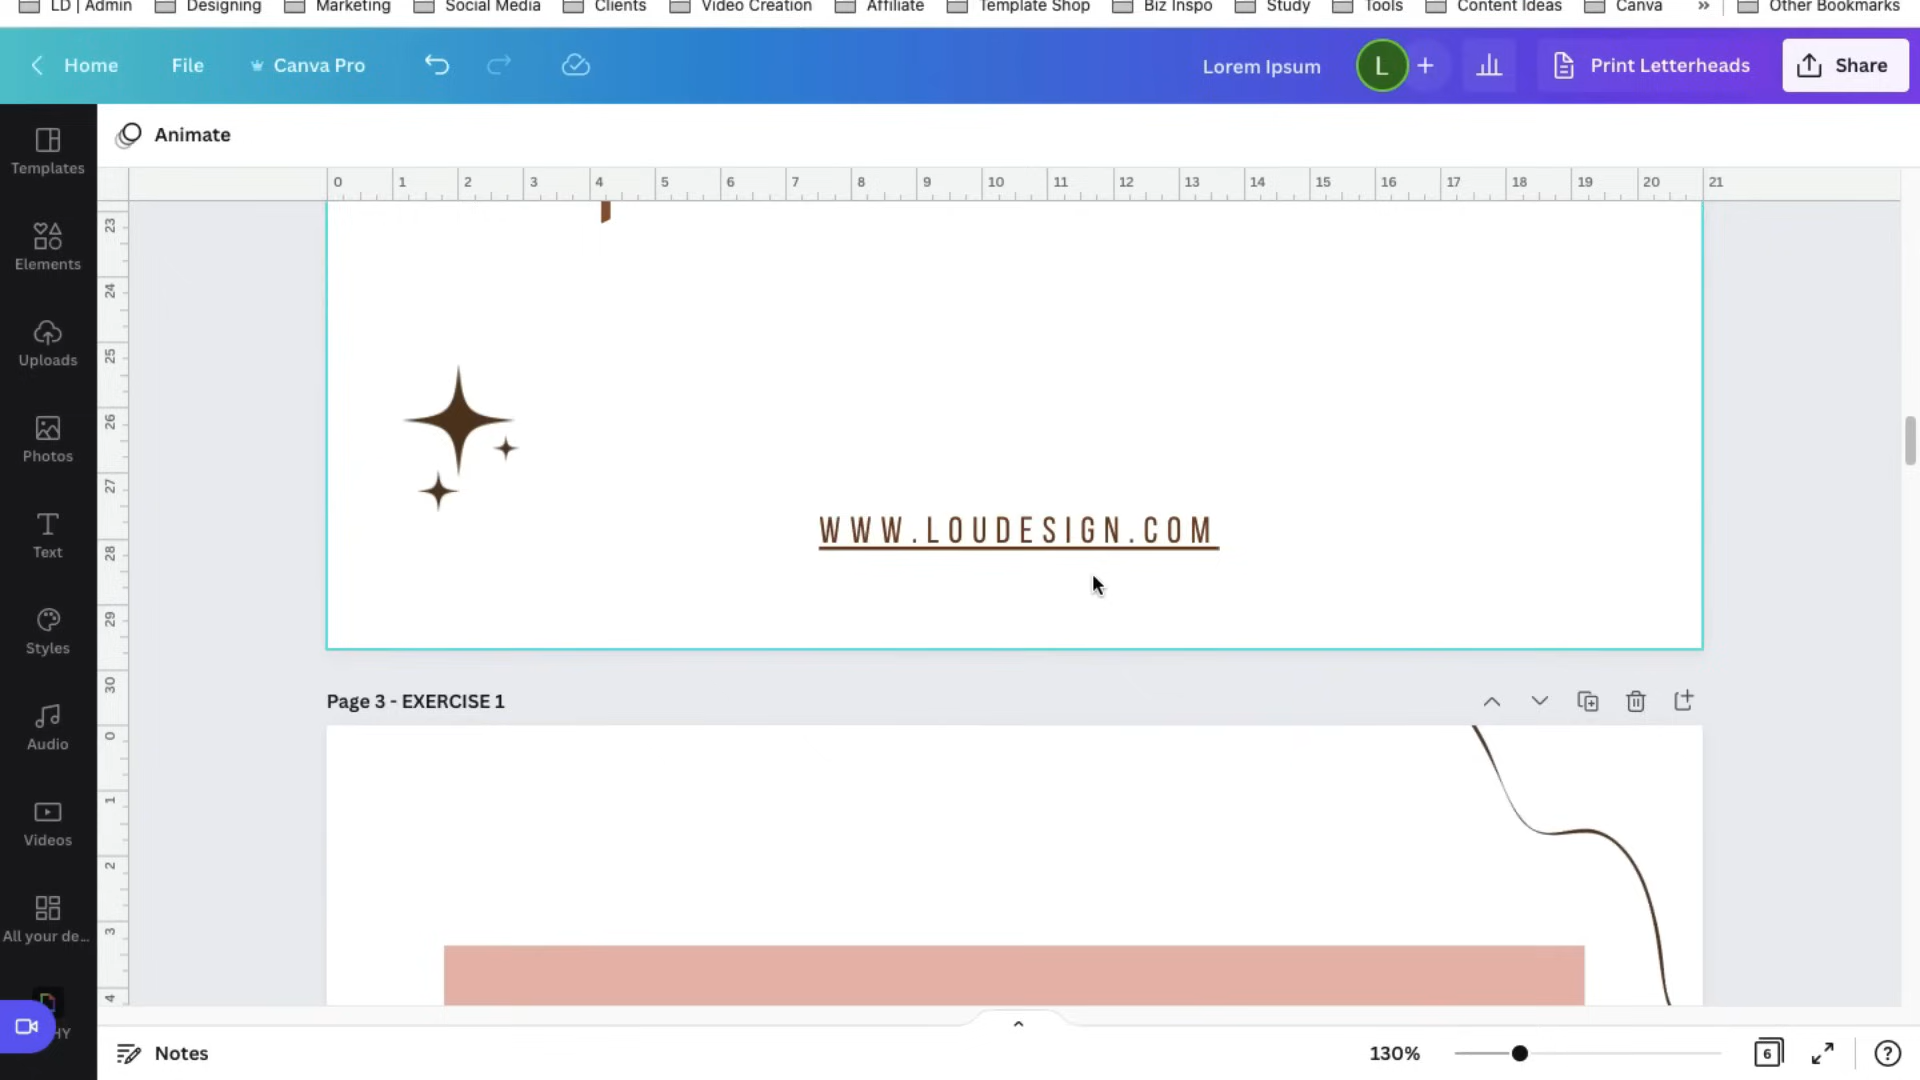 LD | Admin Designing Marketing Social Media Clients Video Creation Affiliate Template Shop Biz Inspo Study Tools Content Ideas Canva » Other Bookmarks
Home File Canva Pro Lorem Ipsum L + Print Letterheads Share
Animate
0 1 2 3 4 5 6 7 8 9 10 11 12 13 14 15 16 17 18 19 20 21
Templates
Elements
Uploads
Photos
Text
Styles
Audio
Videos
All your de...
HY
23
24
25
26
27
28
29
30
0
1
2
3
4
WWW.LOUDESIGN.COM
Page 3 - EXERCISE 1
Notes 130% 6 ?